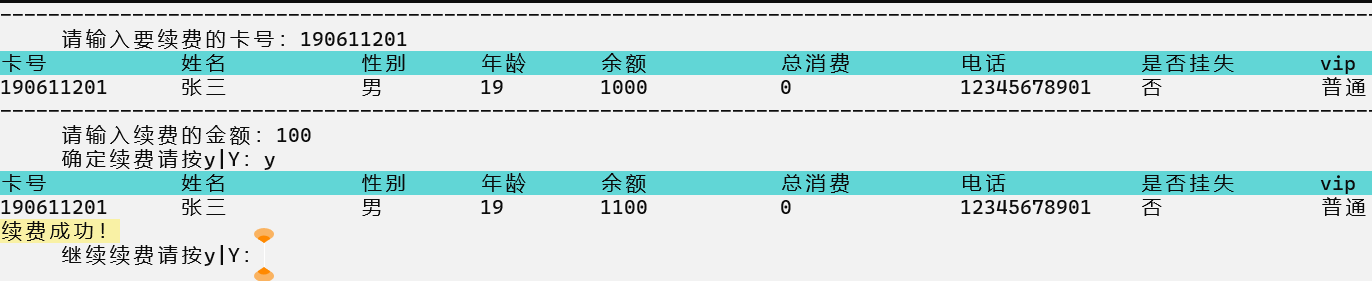 请输入要续费的卡号：190611201
卡号 姓名 性别 年龄 余额 总消费 电话 是否挂失 vip
190611201 张三 男 19 1000 0 12345678901 否 普通
请输入续费的金额：100
确定续费请按y|Y：y
卡号 姓名 性别 年龄 余额 总消费 电话 是否挂失 vip
190611201 张三 男 19 1100 0 12345678901 否 普通
续费成功！
继续续费请按y|Y：